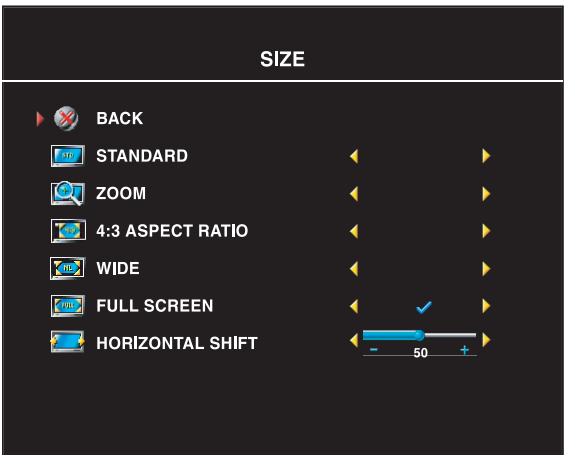 SIZE
BACK
STANDARD
ZOOM
4:3 ASPECT RATIO
WIDE
FULL SCREEN
HORIZONTAL SHIFT
- 50 +